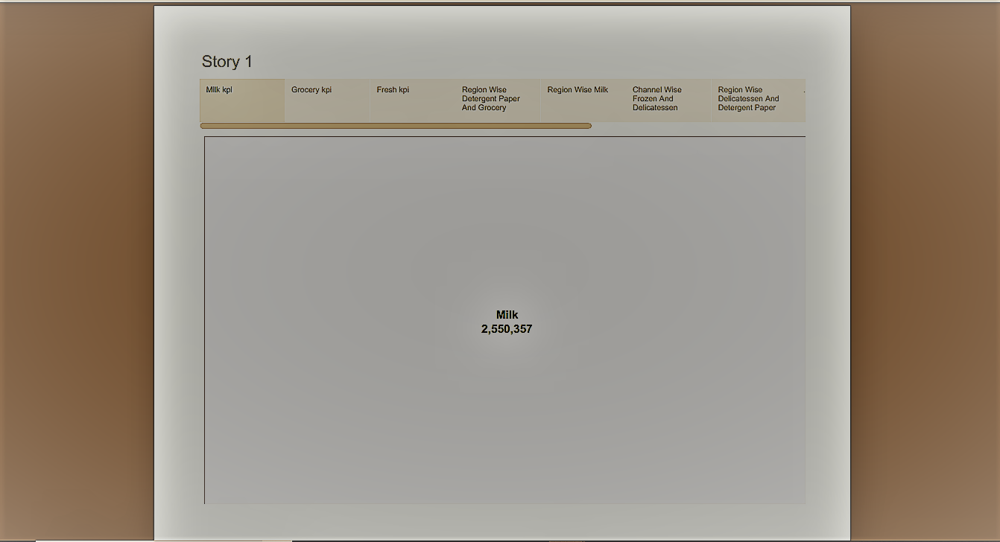 Story 1
Milk kpi
Grocery kpi
Fresh kpi
Region Wise
Detergent Paper
And Grocery
Region Wise Milk
Channel Wise
Frozen And
Delicatessen
Region Wise
Delicatessen And
Detergent Paper
Milk
2,550,357